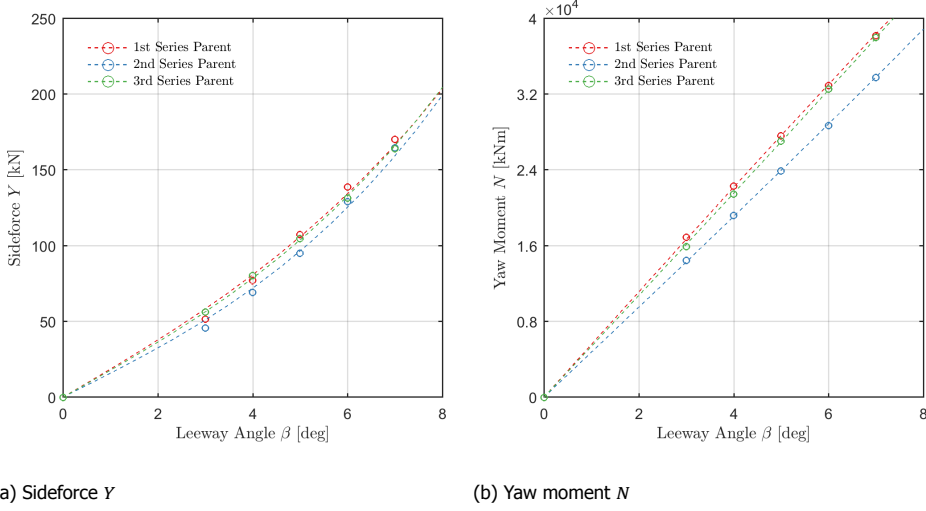 250
200
150
100
50
0
0 2 4 6 8
Sideforce Y [kN]
Leeway Angle β [deg]
1st Series Parent
2nd Series Parent
3rd Series Parent
×10⁴
4
3.2
2.4
1.6
0.8
0
0 2 4 6 8
Yaw Moment N [kNm]
Leeway Angle β [deg]
1st Series Parent
2nd Series Parent
3rd Series Parent
a) Sideforce Y
(b) Yaw moment N